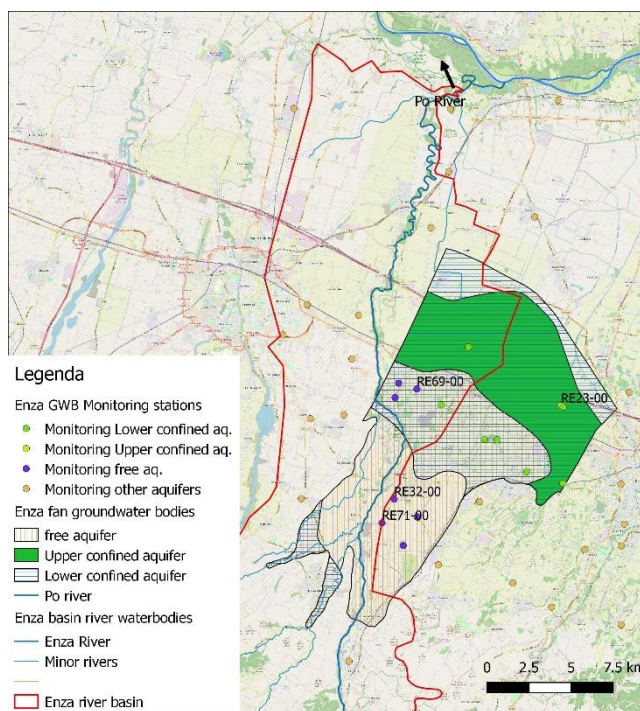 Po River
RE69-00
RE23-00
RE32-00
RE71-00
Legenda
Enza GWB Monitoring stations
Monitoring Lower confined aq.
Monitoring Upper confined aq.
Monitoring free aq.
Monitoring other aquifers
Enza fan groundwater bodies
free aquifer
Upper confined aquifer
Lower confined aquifer
Po river
Enza basin river waterbodies
Enza River
Minor rivers
Enza river basin
0 2.5 5 7.5 km